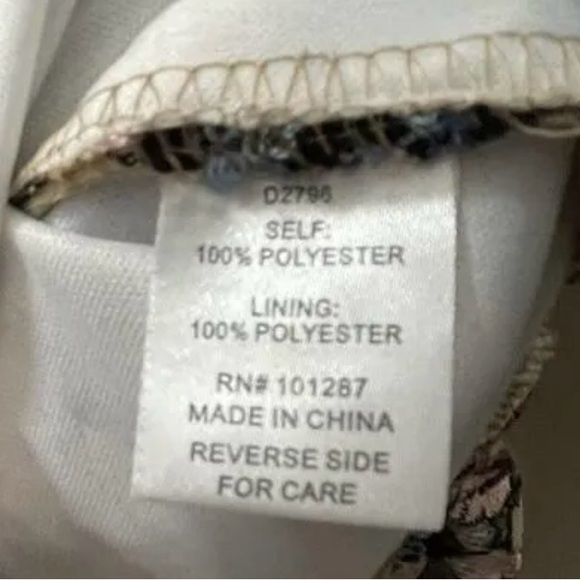 D2796
SELF:
100% POLYESTER
LINING:
100% POLYESTER
RN# 101287
MADE IN CHINA
REVERSE SIDE
FOR CARE